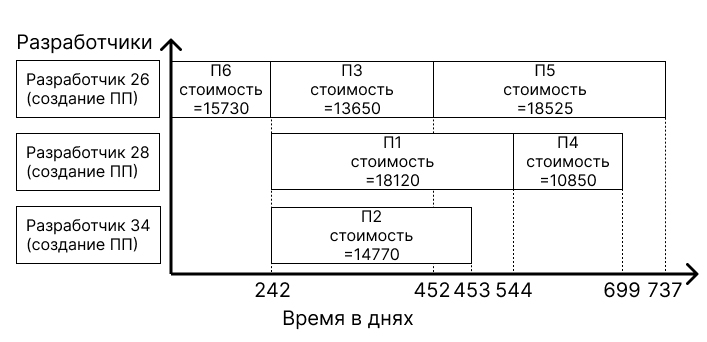 Разработчики
Разработчик 26
(создание ПП)
П6
стоимость
=15730
П3
стоимость
=13650
П5
стоимость
=18525
Разработчик 28
(создание ПП)
П1
стоимость
=18120
П4
стоимость
=10850
Разработчик 34
(создание ПП)
П2
стоимость
=14770
242 452 453 544 699 737
Время в днях